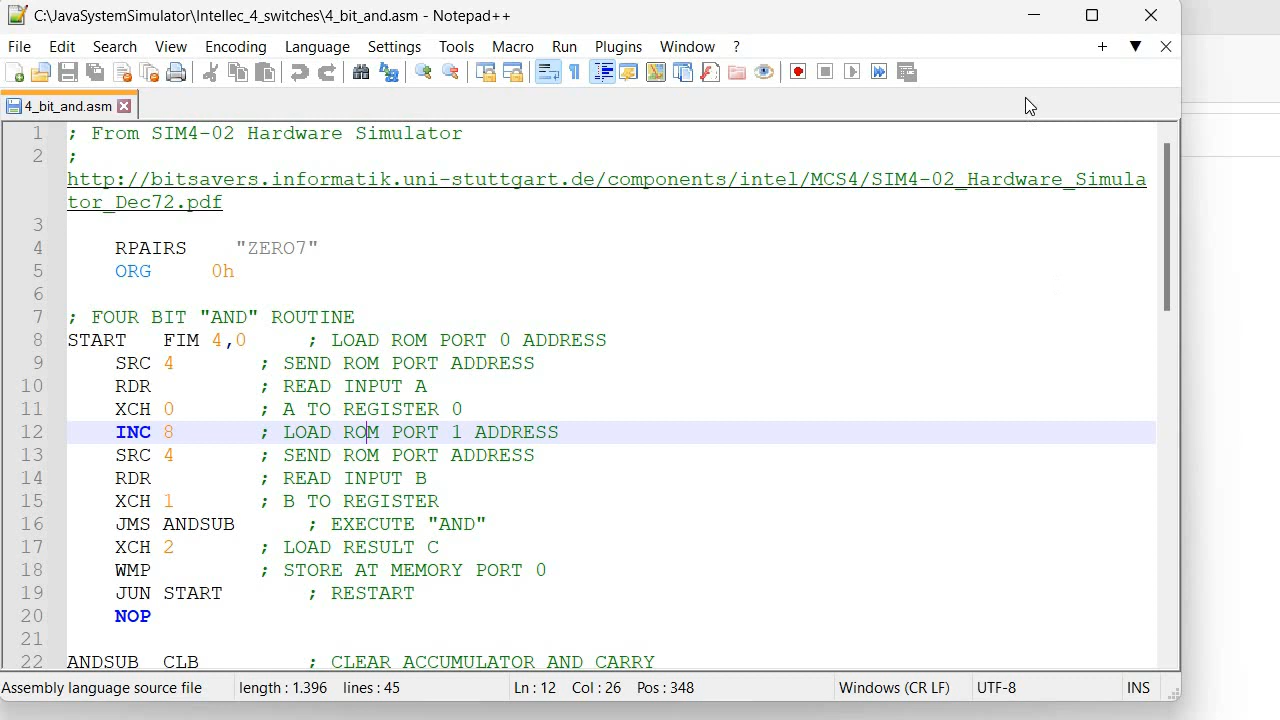 C:\JavaSystemSimulator\Intellec_4_switches\4_bit_and.asm - Notepad++
File Edit Search View Encoding Language Settings Tools Macro Run Plugins Window ?
4_bit_and.asm
1 ; From SIM4-02 Hardware Simulator
2 ;
http://bitsavers.informatik.uni-stuttgart.de/components/intel/MCS4/SIM4-02_Hardware_Simula
tor_Dec72.pdf
3
4 RPAIRS "ZERO7"
5 ORG 0h
6
7 ; FOUR BIT "AND" ROUTINE
8 START FIM 4,0 ; LOAD ROM PORT 0 ADDRESS
9 SRC 4 ; SEND ROM PORT ADDRESS
10 RDR ; READ INPUT A
11 XCH 0 ; A TO REGISTER 0
12 INC 8 ; LOAD ROM PORT 1 ADDRESS
13 SRC 4 ; SEND ROM PORT ADDRESS
14 RDR ; READ INPUT B
15 XCH 1 ; B TO REGISTER
16 JMS ANDSUB ; EXECUTE "AND"
17 XCH 2 ; LOAD RESULT C
18 WMP ; STORE AT MEMORY PORT 0
19 JUN START ; RESTART
20 NOP
21
22 ANDSUB CLB ; CLEAR ACCUMULATOR AND CARRY
Assembly language source file length : 1.396 lines : 45 Ln : 12 Col : 26 Pos : 348 Windows (CR LF) UTF-8 INS